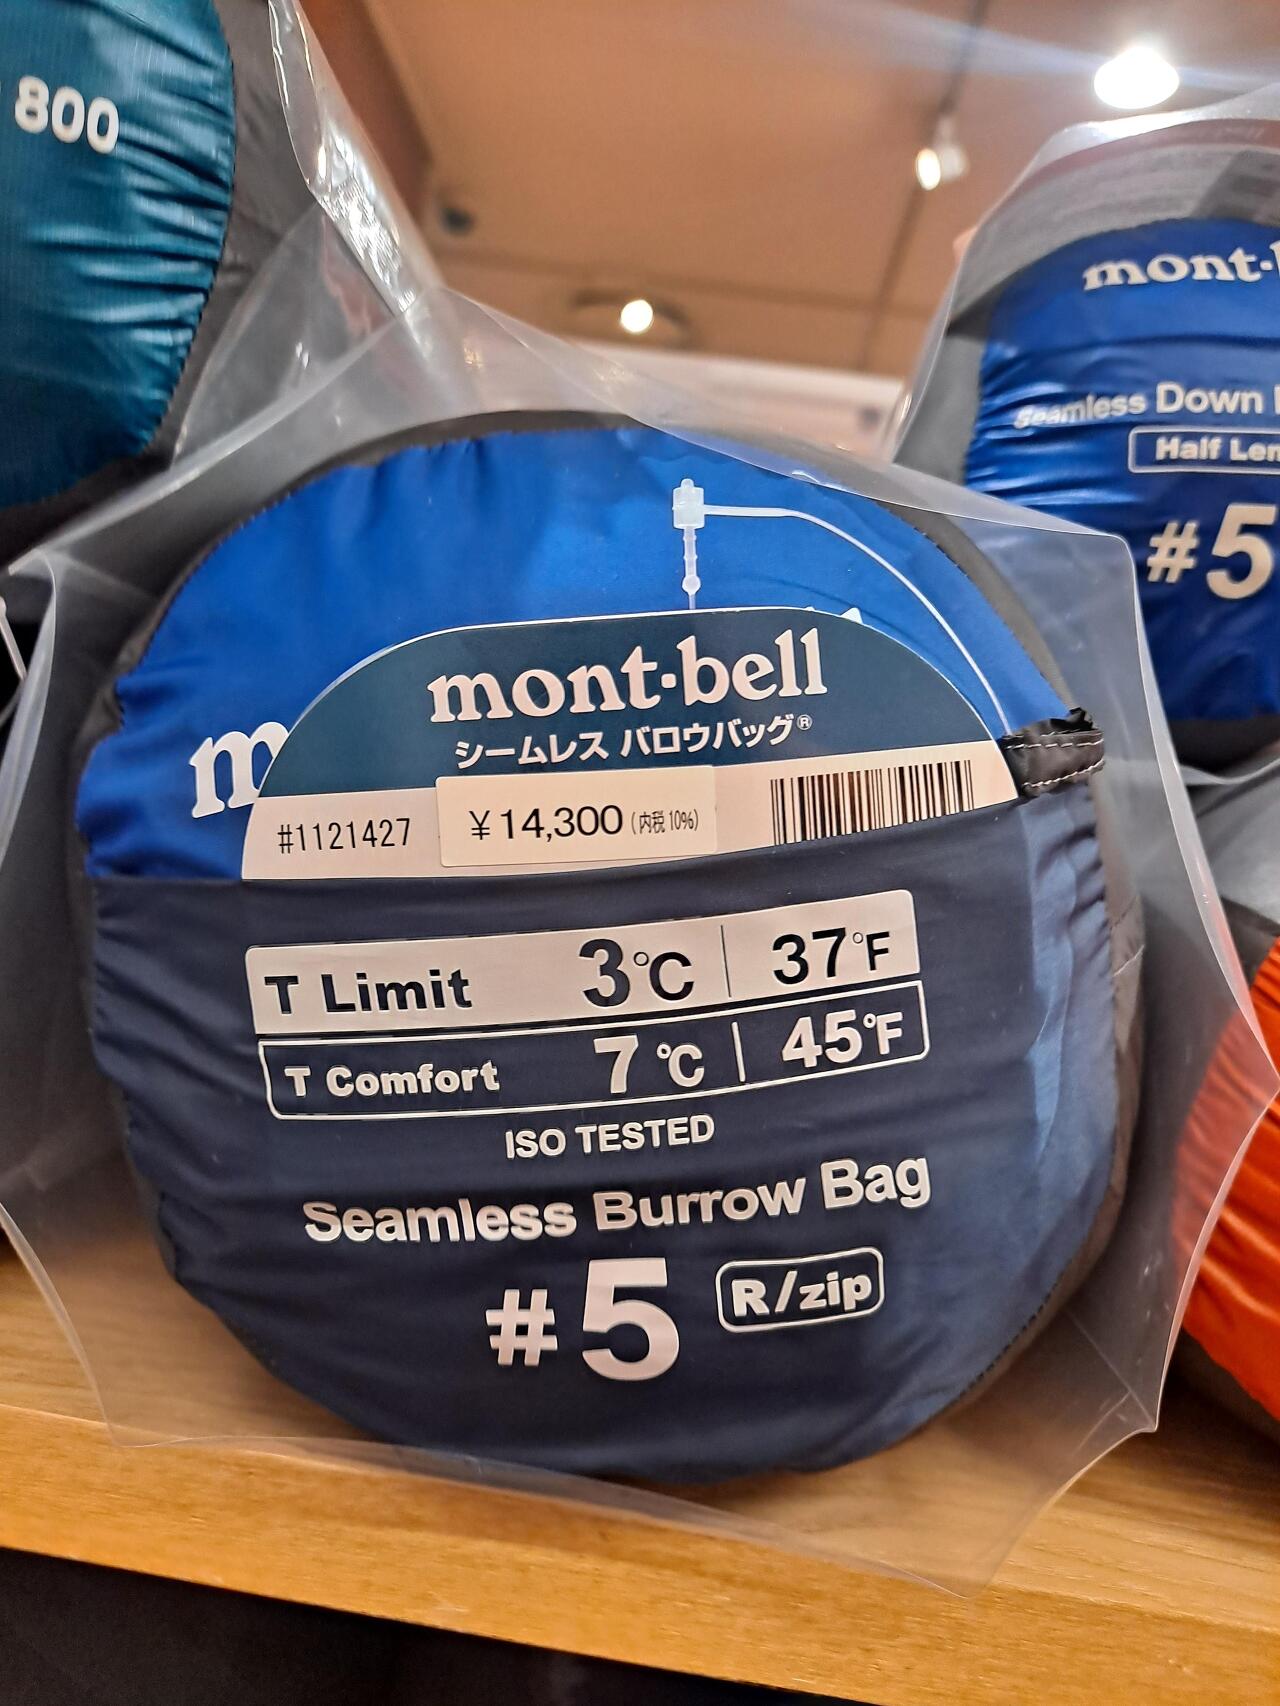 800
mont-bell
シームレス バロウバッグ®
#1121427
¥14,300 (内税10%)
T Limit 3℃ 37°F
T Comfort 7℃ 45°F
ISO TESTED
Seamless Burrow Bag
#5 R/zip
mont-
Seamless Down
Half
#5